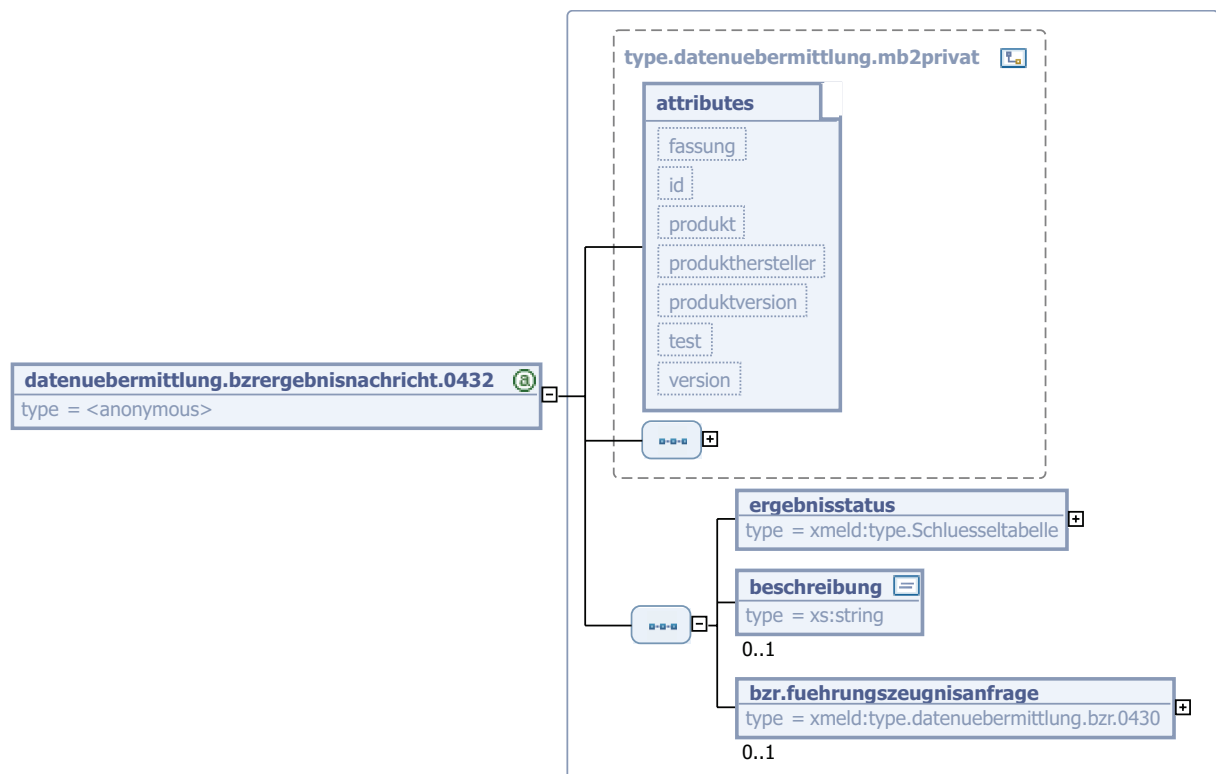 type.datenuebermittlung.mb2privat
attributes
fassung
id
produkt
produkthersteller
produktversion
test
version
datenuebermittlung.bzrergebnisnachricht.0432
type = <anonymous>
ergebnisstatus
type = xmeld:type.Schluesseltabelle
beschreibung
type = xs:string
0..1
bzr.fuehrungszeugnisanfrage
type = xmeld:type.datenuebermittlung.bzr.0430
0..1